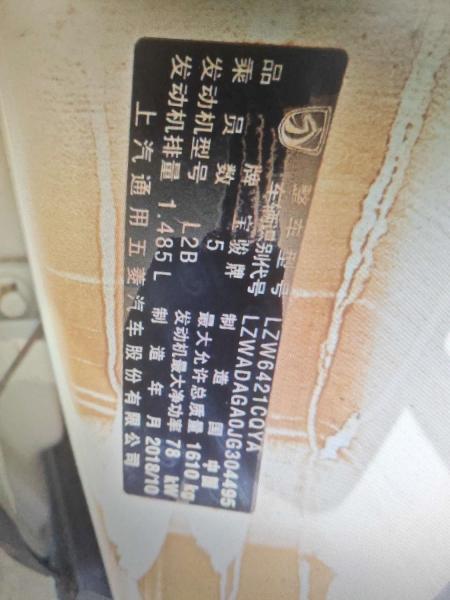 整车型号 LZW6421CQYA
车辆识别代号 LZWADAGA0JG304495
品牌 宝骏牌 制造国 中国
乘员数 5 最大允许总质量 1610 kg
发动机型号 L2B 发动机最大净功率 78 kW
发动机排量 1.485L 制造年月 2018/10
上汽通用五菱汽车股份有限公司